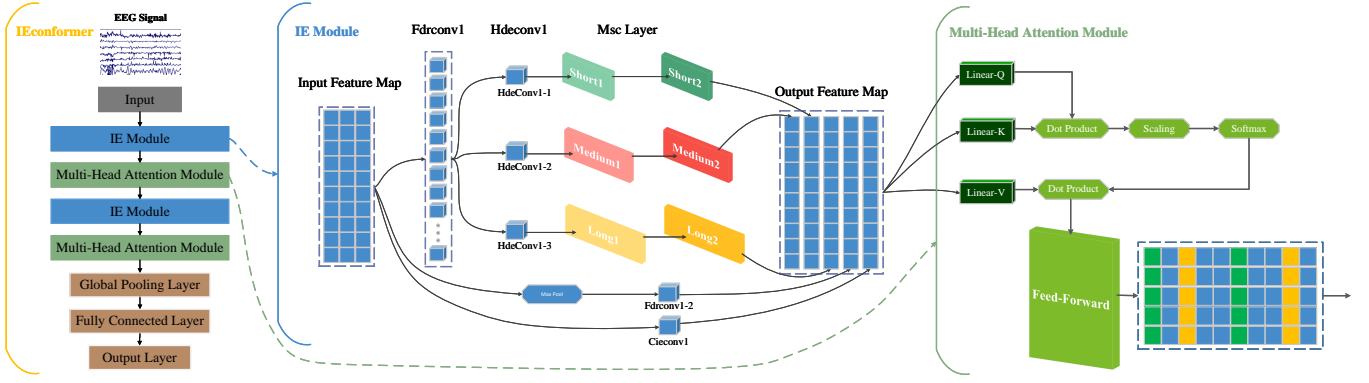 IEconformer
EEG Signal
Input
IE Module
Multi-Head Attention Module
IE Module
Multi-Head Attention Module
Global Pooling Layer
Fully Connected Layer
Output Layer
IE Module
Fdrconv1
Hdeconv1
Msc Layer
Input Feature Map
HdeConv1-1
HdeConv1-2
HdeConv1-3
Short1
Short2
Medium1
Medium2
Long1
Long2
Max Pool
Fdrconv1-2
Cieconv1
Output Feature Map
Multi-Head Attention Module
Linear-Q
Linear-K
Linear-V
Dot Product
Scaling
Softmax
Dot Product
Feed-Forward